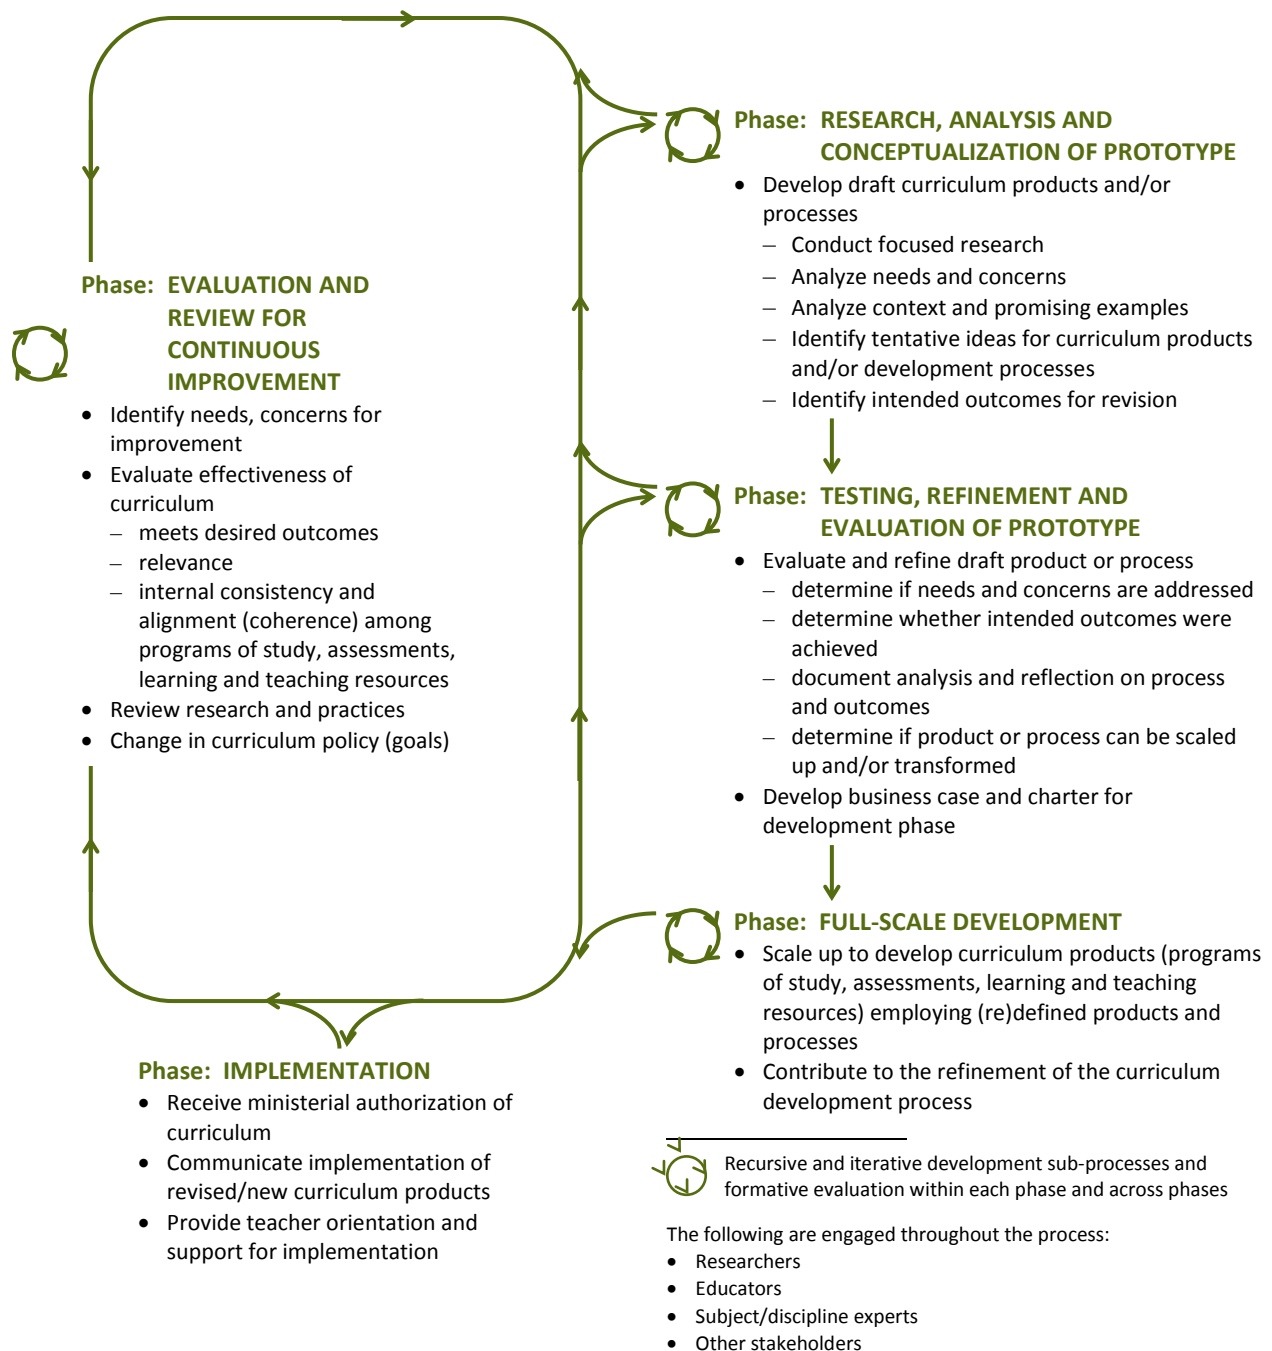 Phase: EVALUATION AND
REVIEW FOR
CONTINUOUS
IMPROVEMENT
• Identify needs, concerns for
improvement
• Evaluate effectiveness of
curriculum
– meets desired outcomes
– relevance
– internal consistency and
alignment (coherence) among
programs of study, assessments,
learning and teaching resources
• Review research and practices
• Change in curriculum policy (goals)
Phase: RESEARCH, ANALYSIS AND
CONCEPTUALIZATION OF PROTOTYPE
• Develop draft curriculum products and/or
processes
– Conduct focused research
– Analyze needs and concerns
– Analyze context and promising examples
– Identify tentative ideas for curriculum products
and/or development processes
– Identify intended outcomes for revision
Phase: TESTING, REFINEMENT AND
EVALUATION OF PROTOTYPE
• Evaluate and refine draft product or process
– determine if needs and concerns are addressed
– determine whether intended outcomes were
achieved
– document analysis and reflection on process
and outcomes
– determine if product or process can be scaled
up and/or transformed
• Develop business case and charter for
development phase
Phase: FULL-SCALE DEVELOPMENT
• Scale up to develop curriculum products (programs
of study, assessments, learning and teaching
resources) employing (re)defined products and
processes
• Contribute to the refinement of the curriculum
development process
Phase: IMPLEMENTATION
• Receive ministerial authorization of
curriculum
• Communicate implementation of
revised/new curriculum products
• Provide teacher orientation and
support for implementation
Recursive and iterative development sub-processes and
formative evaluation within each phase and across phases
The following are engaged throughout the process:
• Researchers
• Educators
• Subject/discipline experts
• Other stakeholders